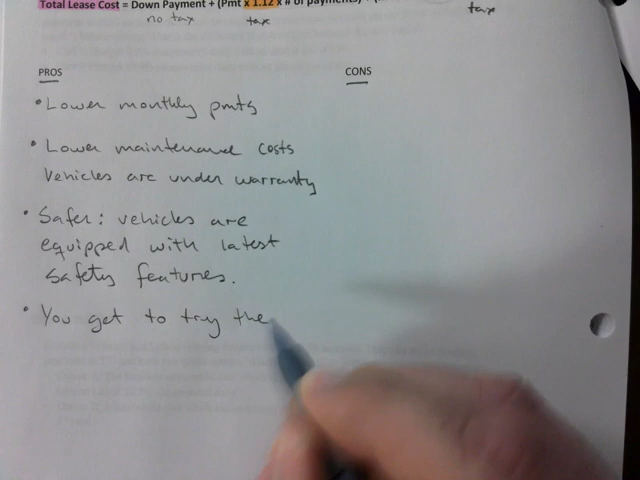 Total Lease Cost = Down Payment + (Pmt x 1.12 x # of payments) +
no tax tax tax
PROS CONS
• Lower monthly pmts
• Lower maintenance costs
Vehicles are under warranty
• Safer: vehicles are
equipped with latest
safety features.
• You get to try the